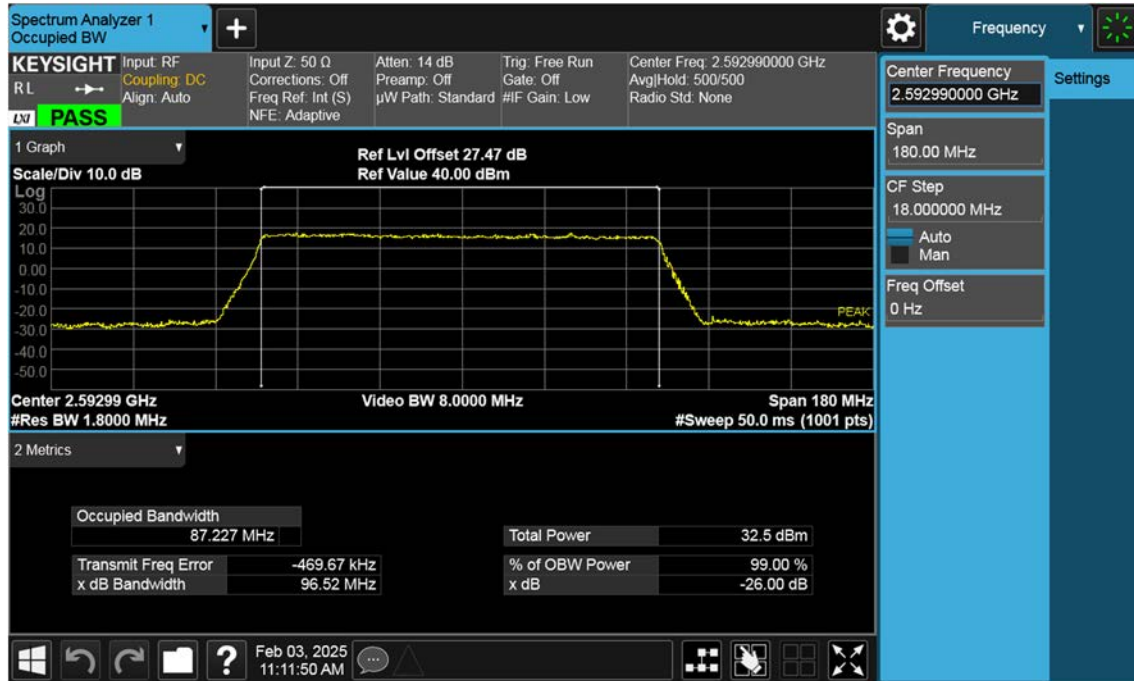 Spectrum Analyzer 1
Occupied BW
Frequency
KEYSIGHT
R L
LXI PASS
Input: RF
Coupling: DC
Align: Auto
Input Z: 50 Ω
Corrections: Off
Freq Ref: Int (S)
NFE: Adaptive
Atten: 14 dB
Preamp: Off
µW Path: Standard
Trig: Free Run
Gate: Off
#IF Gain: Low
Center Freq: 2.592990000 GHz
Avg|Hold: 500/500
Radio Std: None
Center Frequency
2.592990000 GHz
Settings
Span
180.00 MHz
CF Step
18.000000 MHz
Auto
Man
Freq Offset
0 Hz
1 Graph
Scale/Div 10.0 dB
Ref Lvl Offset 27.47 dB
Ref Value 40.00 dBm
Log
30.0
20.0
10.0
0.00
-10.0
-20.0
-30.0
-40.0
-50.0
PEAK
Center 2.59299 GHz
#Res BW 1.8000 MHz
Video BW 8.0000 MHz
Span 180 MHz
#Sweep 50.0 ms (1001 pts)
2 Metrics
Occupied Bandwidth
87.227 MHz
Total Power 32.5 dBm
Transmit Freq Error -469.67 kHz
% of OBW Power 99.00 %
x dB Bandwidth 96.52 MHz
x dB -26.00 dB
Feb 03, 2025
11:11:50 AM